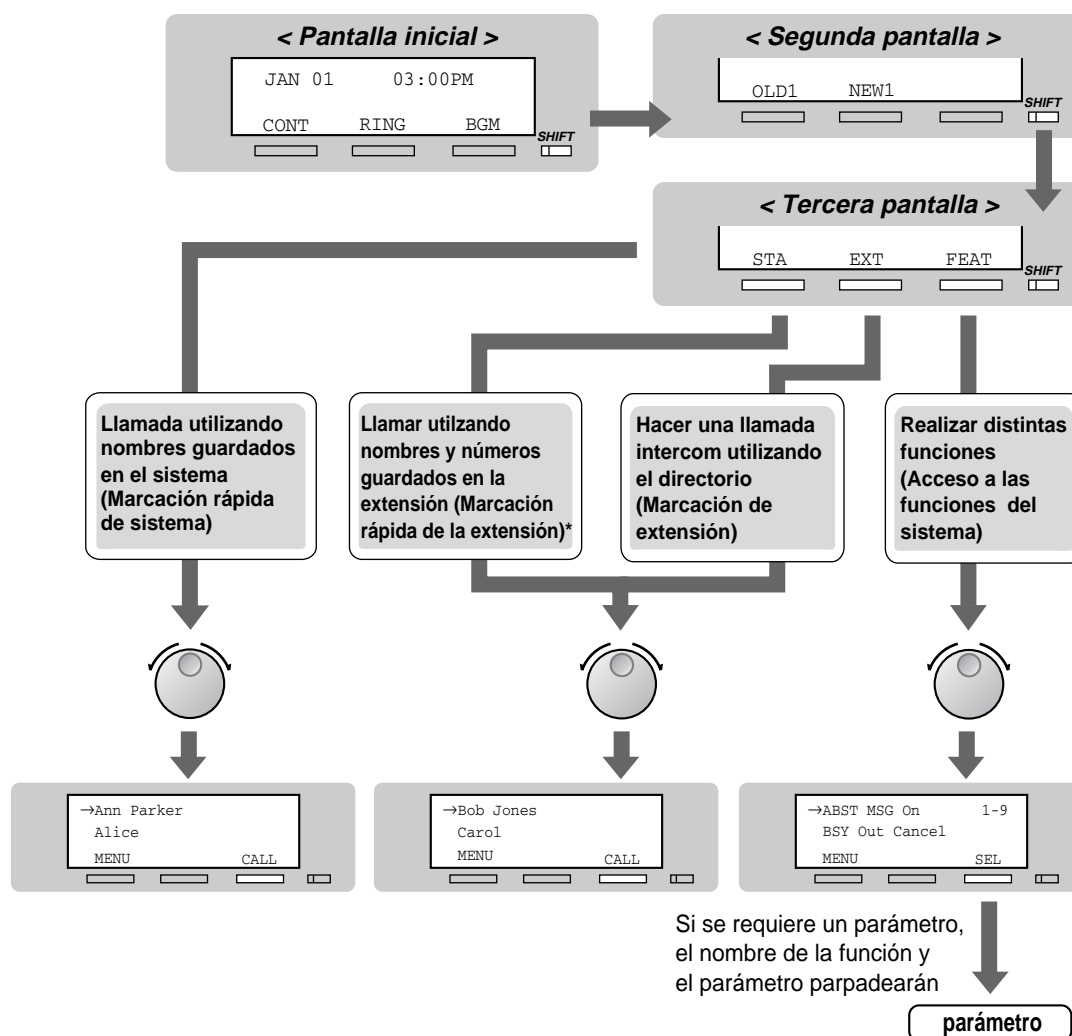 < Pantalla inicial >
JAN 01 03:00PM
CONT RING BGM
SHIFT
< Segunda pantalla >
OLD1 NEW1
SHIFT
< Tercera pantalla >
STA EXT FEAT
SHIFT
Llamada utilizando
nombres guardados
en el sistema
(Marcación rápida
de sistema)
Llamar utilzando
nombres y números
guardados en la
extensión (Marcación
rápida de la extensión)*
Hacer una llamada
intercom utilizando
el directorio
(Marcación de
extensión)
Realizar distintas
funciones
(Acceso a las
funciones del
sistema)
→Ann Parker
Alice
MENU CALL
→Bob Jones
Carol
MENU CALL
→ABST MSG On 1-9
BSY Out Cancel
MENU SEL
Si se requiere un parámetro,
el nombre de la función y
el parámetro parpadearán
parámetro